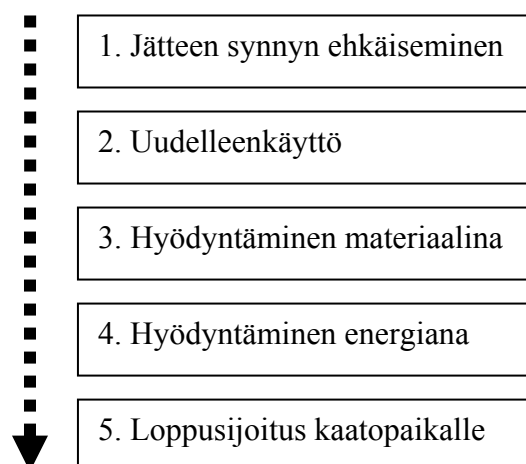 1. Jätteen synnyn ehkäiseminen
2. Uudelleenkäyttö
3. Hyödyntäminen materiaalina
4. Hyödyntäminen energiana
5. Loppusijoitus kaatopaikalle